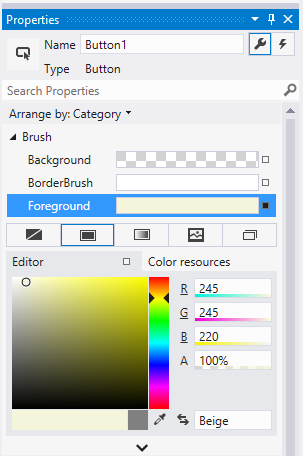 Properties
Name Button1
Type Button
Search Properties
Arrange by: Category
Brush
Background
BorderBrush
Foreground
Editor Color resources
R 245
G 245
B 220
A 100%
Beige